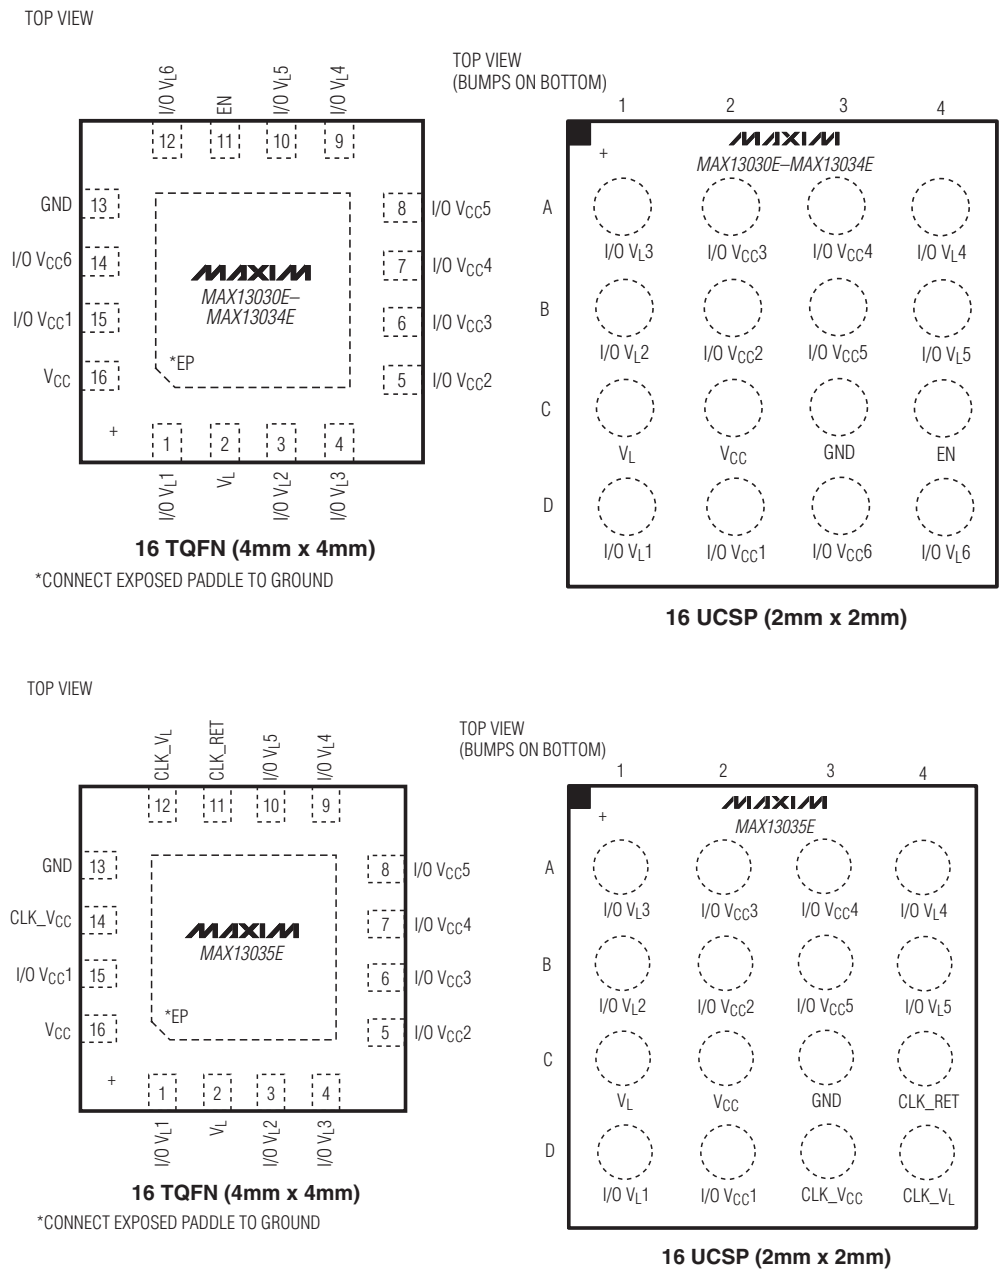 TOP VIEW
I/O VL6
EN
I/O VL5
I/O VL4
12
11
10
9
GND
13
8
I/O VCC5
I/O VCC6
14
7
I/O VCC4
MAXIM
MAX13030E–
MAX13034E
I/O VCC1
15
6
I/O VCC3
*EP
VCC
16
5
I/O VCC2
+
1
2
3
4
I/O VL1
VL
I/O VL2
I/O VL3
16 TQFN (4mm x 4mm)
*CONNECT EXPOSED PADDLE TO GROUND
TOP VIEW
(BUMPS ON BOTTOM)
1 2 3 4
+
MAXIM
MAX13030E–MAX13034E
A
I/O VL3 I/O VCC3 I/O VCC4 I/O VL4
B
I/O VL2 I/O VCC2 I/O VCC5 I/O VL5
C
VL VCC GND EN
D
I/O VL1 I/O VCC1 I/O VCC6 I/O VL6
16 UCSP (2mm x 2mm)
TOP VIEW
CLK_VL
CLK_RET
I/O VL5
I/O VL4
12
11
10
9
GND
13
8
I/O VCC5
CLK_VCC
14
7
I/O VCC4
MAXIM
MAX13035E
I/O VCC1
15
6
I/O VCC3
*EP
VCC
16
5
I/O VCC2
+
1
2
3
4
I/O VL1
VL
I/O VL2
I/O VL3
16 TQFN (4mm x 4mm)
*CONNECT EXPOSED PADDLE TO GROUND
TOP VIEW
(BUMPS ON BOTTOM)
1 2 3 4
+
MAXIM
MAX13035E
A
I/O VL3 I/O VCC3 I/O VCC4 I/O VL4
B
I/O VL2 I/O VCC2 I/O VCC5 I/O VL5
C
VL VCC GND CLK_RET
D
I/O VL1 I/O VCC1 CLK_VCC CLK_VL
16 UCSP (2mm x 2mm)